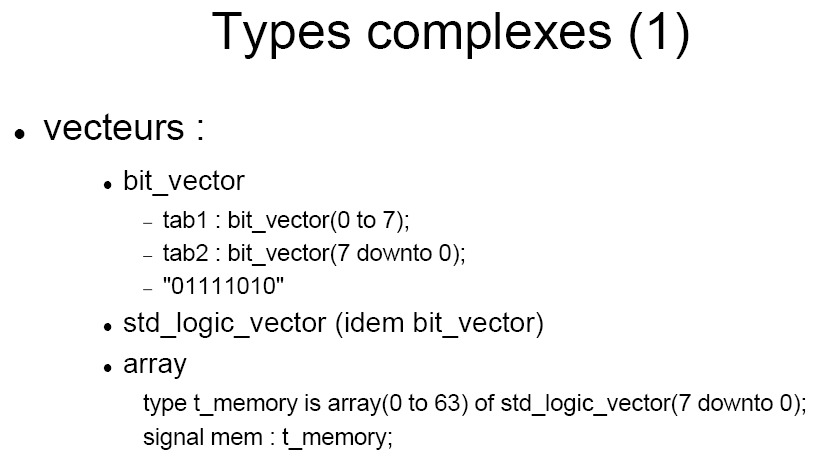 Types complexes (1)
• vecteurs :
• bit_vector
– tab1 : bit_vector(0 to 7);
– tab2 : bit_vector(7 downto 0);
– "01111010"
• std_logic_vector (idem bit_vector)
• array
type t_memory is array(0 to 63) of std_logic_vector(7 downto 0);
signal mem : t_memory;